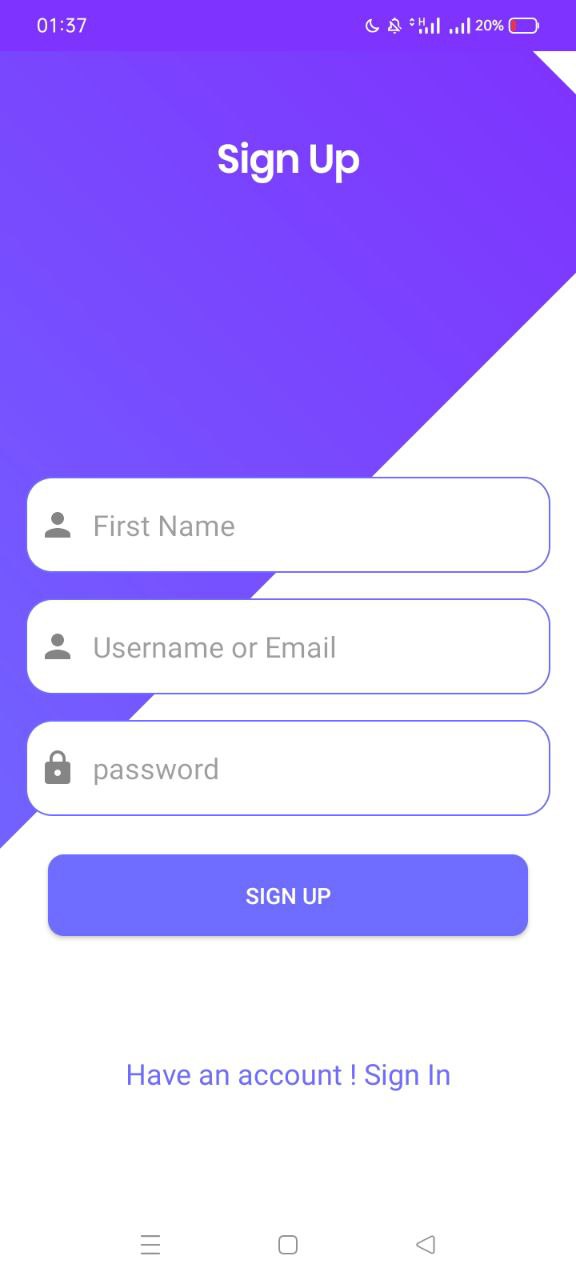 01:37 H 20%
Sign Up
First Name
Username or Email
password
SIGN UP
Have an account ! Sign In